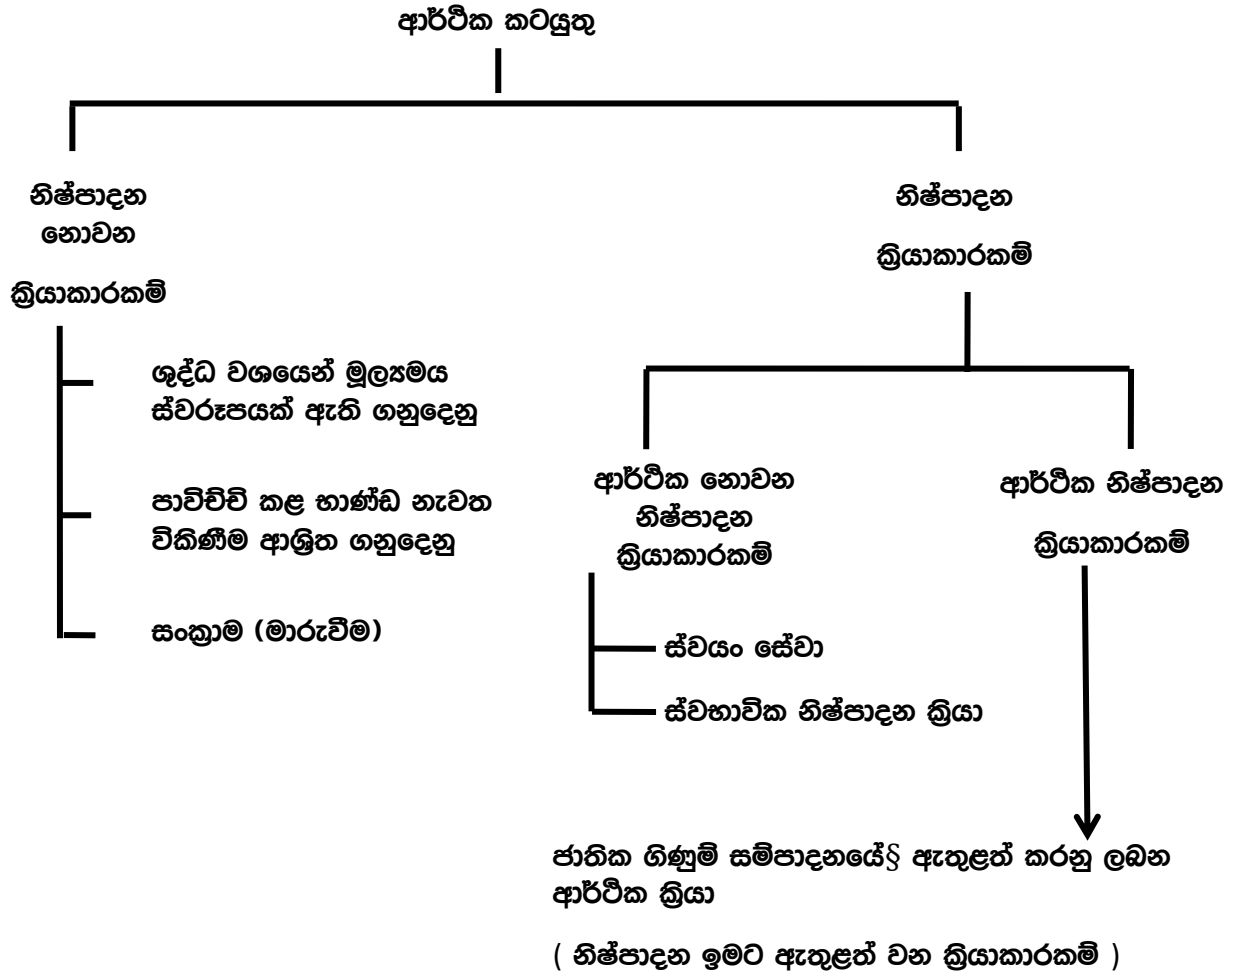 ආර්ථික කටයුතු
නිෂ්පාදන
නොවන
ක්‍රියාකාරකම්
ශුද්ධ වශයෙන් මූල්‍යමය
ස්වරූපයක් ඇති ගනුදෙනු
පාවිච්චි කළ භාණ්ඩ නැවත
විකිණීම ආශ්‍රිත ගනුදෙනු
සංක්‍රාම (මාරුවීම)
නිෂ්පාදන
ක්‍රියාකාරකම්
ආර්ථික නොවන
නිෂ්පාදන
ක්‍රියාකාරකම්
ස්වයං සේවා
ස්වභාවික නිෂ්පාදන ක්‍රියා
ආර්ථික නිෂ්පාදන
ක්‍රියාකාරකම්
ජාතික ගිණුම් සම්පාදනයේ§ ඇතුළත් කරනු ලබන
ආර්ථික ක්‍රියා
( නිෂ්පාදන ඉමට ඇතුළත් වන ක්‍රියාකාරකම් )